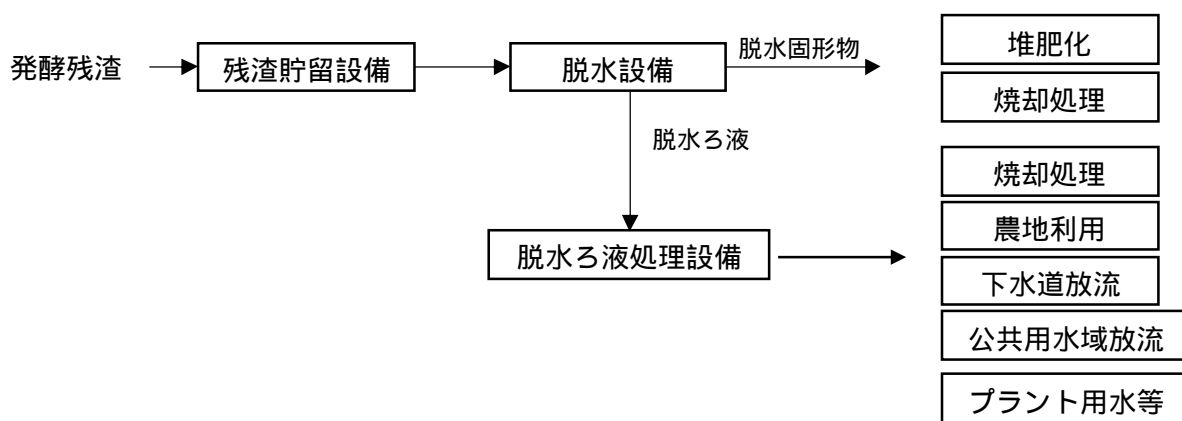 発酵残渣
残渣貯留設備
脱水設備
脱水固形物
堆肥化
焼却処理
脱水ろ液
焼却処理
農地利用
脱水ろ液処理設備
下水道放流
公共用水域放流
プラント用水等